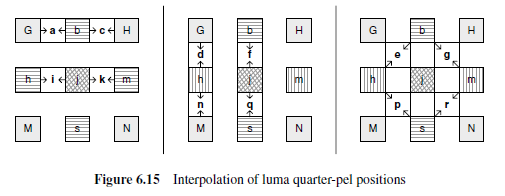 G a b c H
h i j k m
M s N
G b H
d f
h j m
n q
M s N
G b H
e g
h j m
p r
M s N
Figure 6.15 Interpolation of luma quarter-pel positions